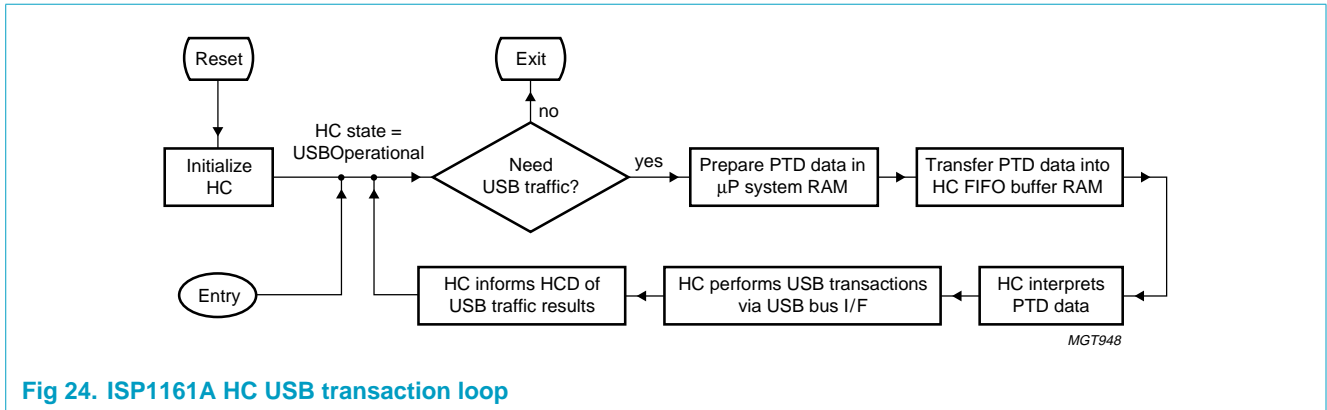 Reset
Exit
no
HC state =
USBOperational
Initialize
HC
Need
USB traffic?
yes
Prepare PTD data in
μP system RAM
Transfer PTD data into
HC FIFO buffer RAM
Entry
HC informs HCD of
USB traffic results
HC performs USB transactions
via USB bus I/F
HC interprets
PTD data
MGT948
Fig 24. ISP1161A HC USB transaction loop